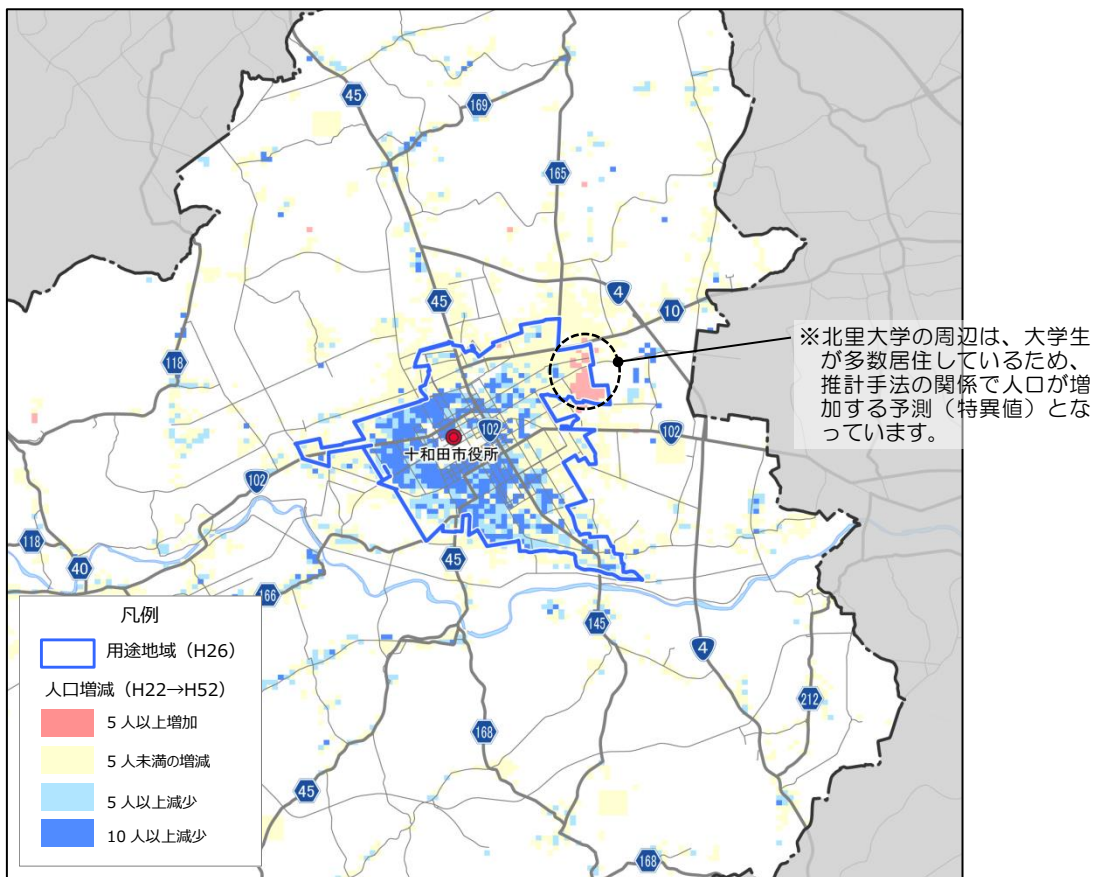 45
169
165
4
45
10
118
※北里大学の周辺は、大学生
が多数居住しているため、
推計手法の関係で人口が増
加する予測（特異値）とな
っています。
102
102
十和田市役所
102
118
40
45
166
145
4
凡例
用途地域（H26）
人口増減（H22→H52）
5 人以上増加
5 人未満の増減
5 人以上減少
10 人以上減少
212
168
45
168